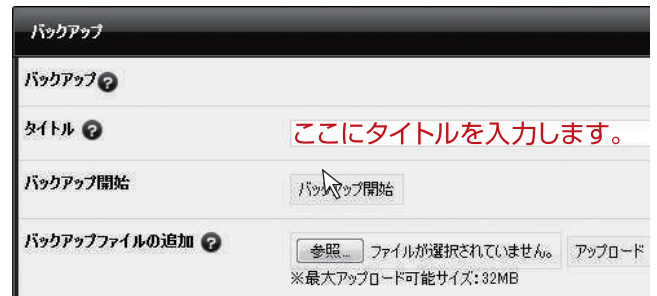 バックアップ
バックアップ ?
タイトル ? ここにタイトルを入力します。
バックアップ開始 バックアップ開始
バックアップファイルの追加 ? 参照... ファイルが選択されていません。 アップロード
※最大アップロード可能サイズ:32MB